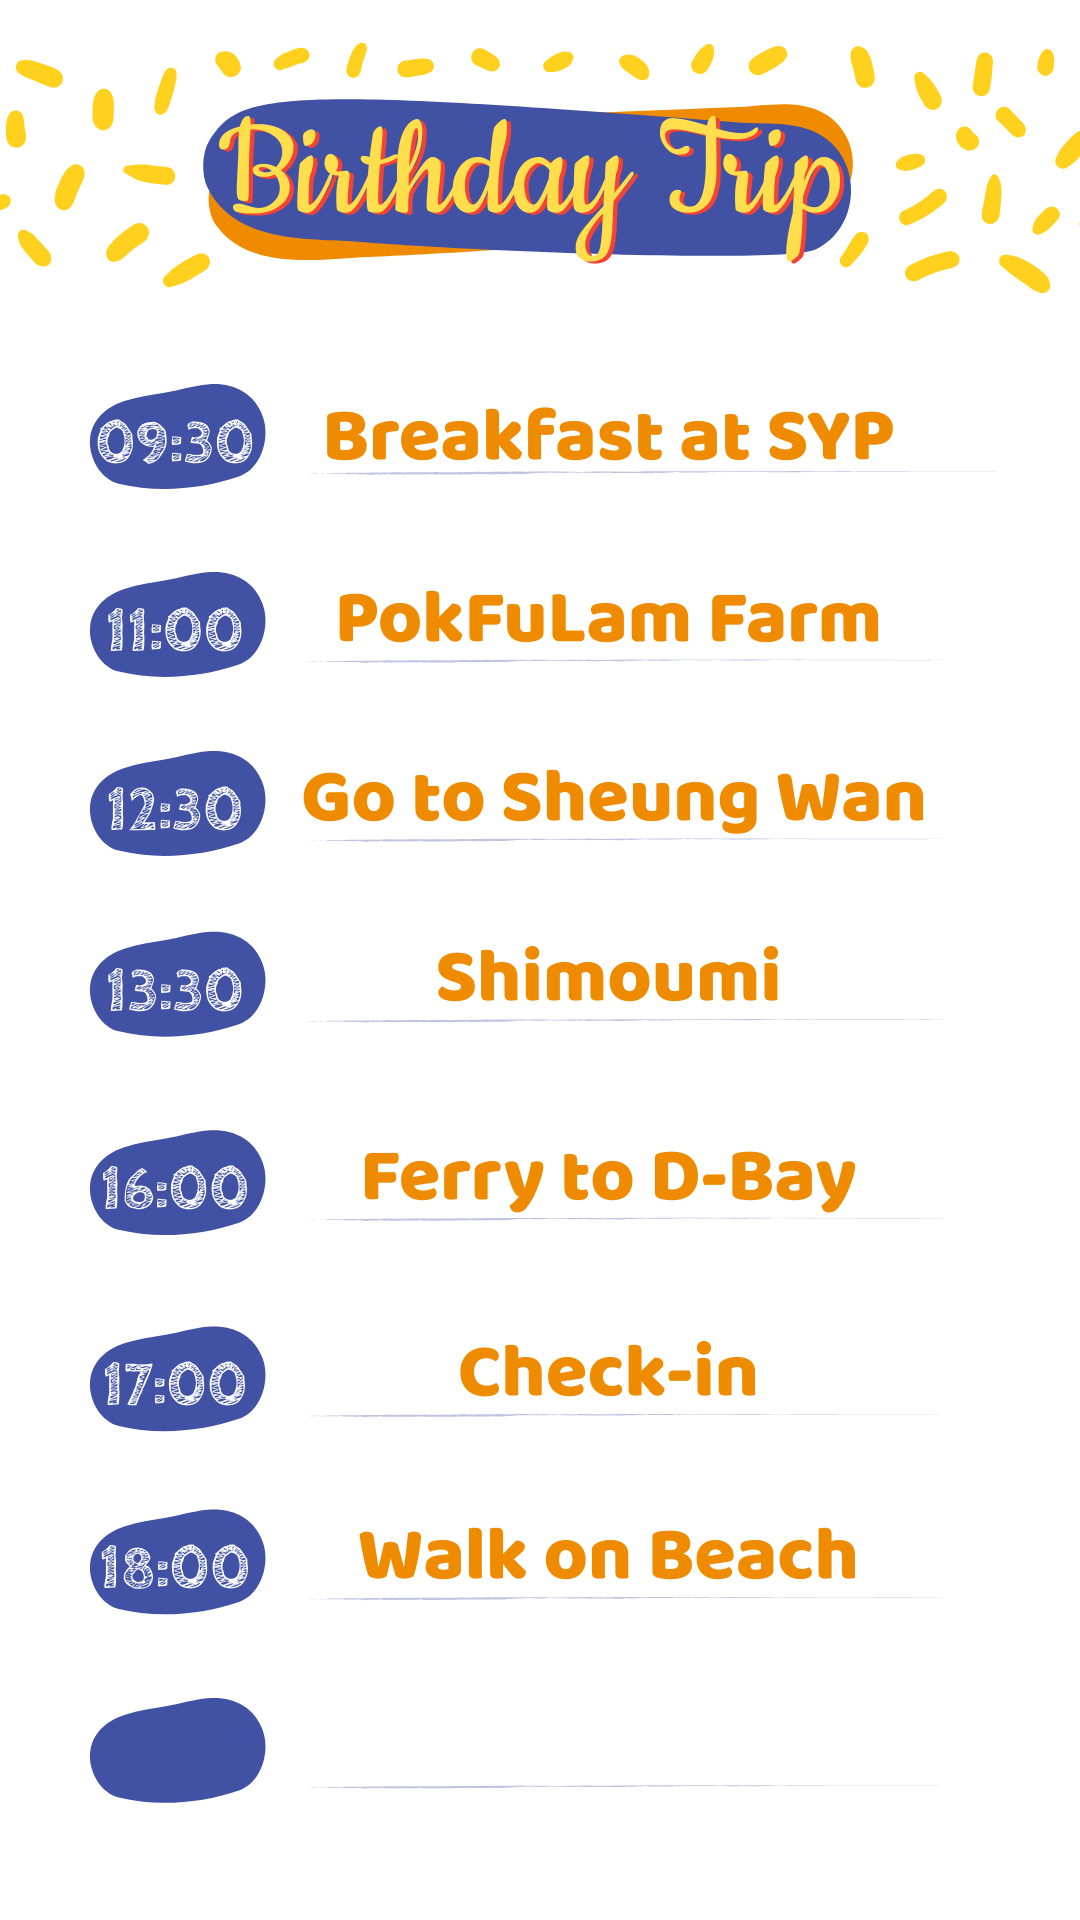 Birthday Trip
09:30 Breakfast at SYP
11:00 PokFuLam Farm
12:30 Go to Sheung Wan
13:30 Shimoumi
16:00 Ferry to D-Bay
17:00 Check-in
18:00 Walk on Beach